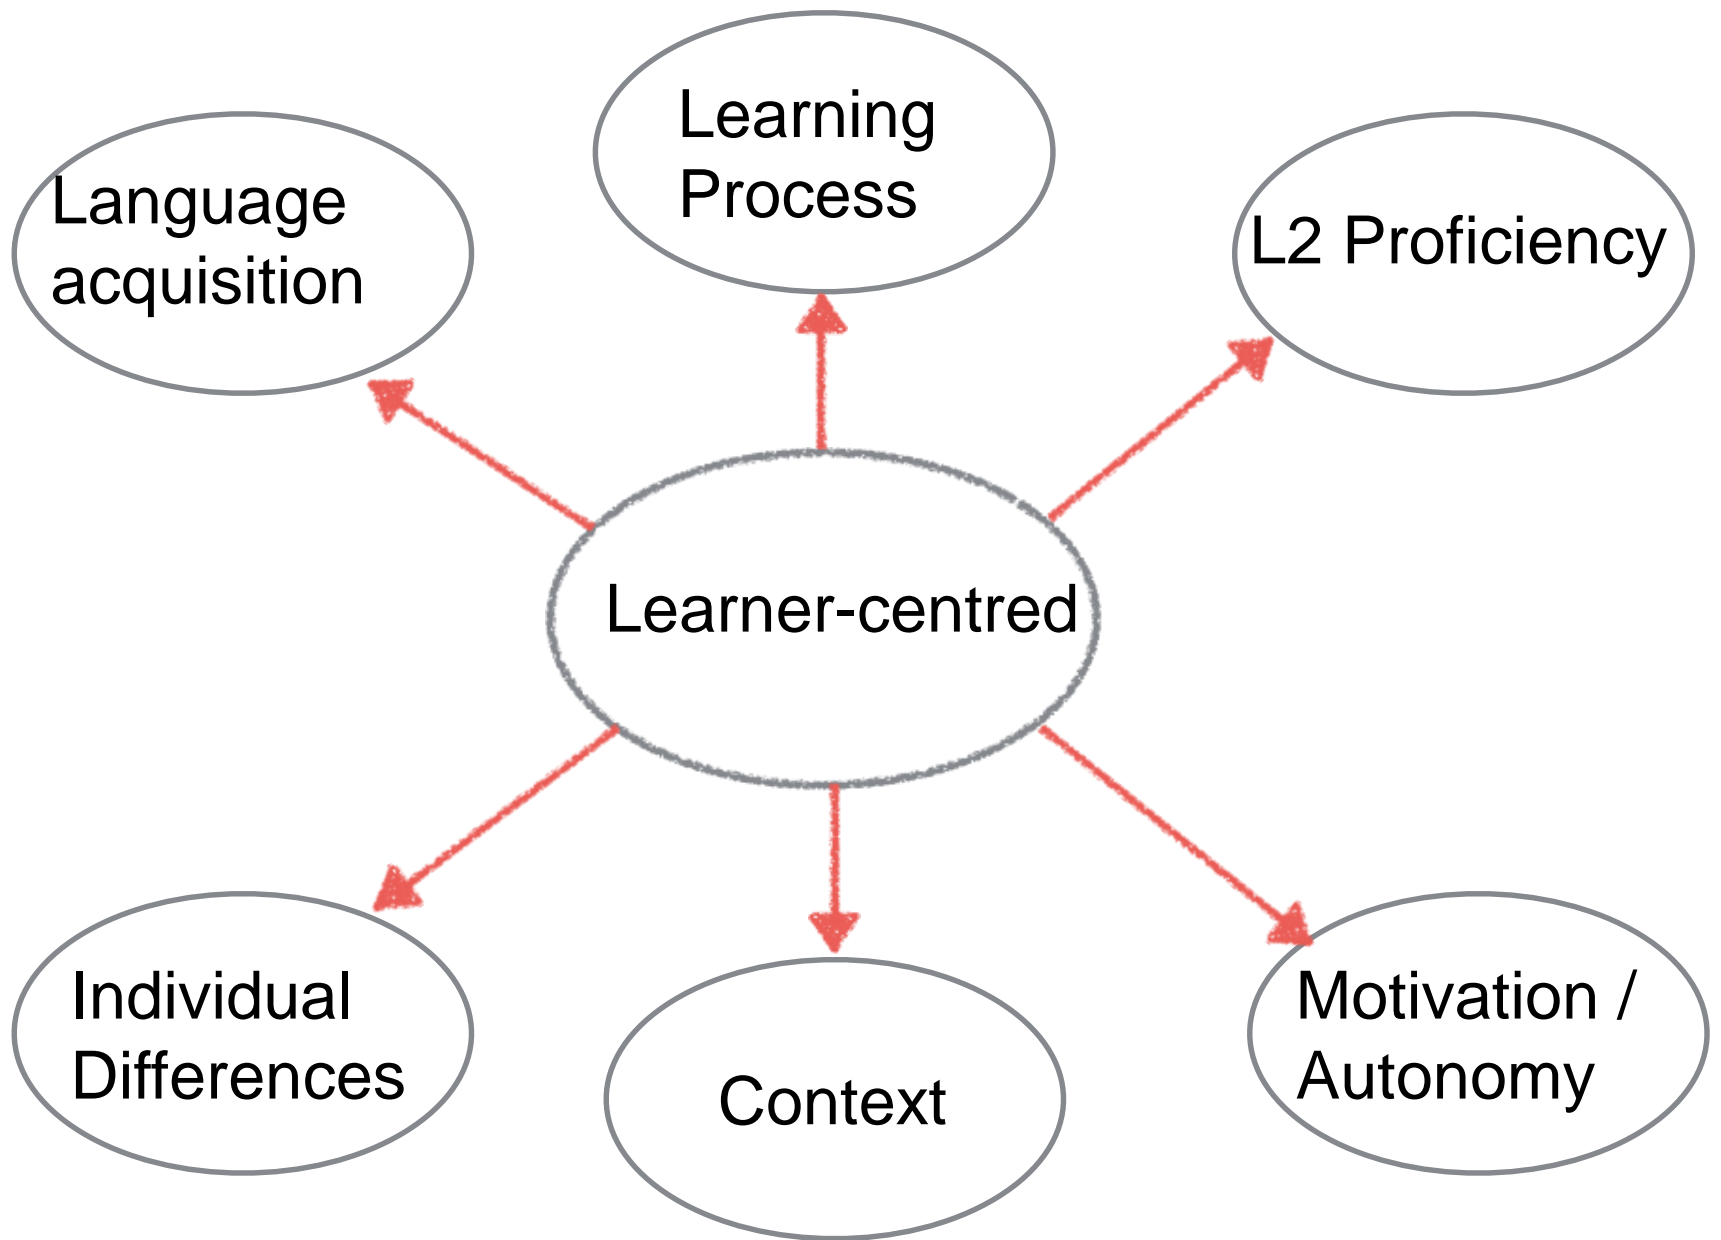 Learning
Process
Language
acquisition
L2 Proficiency
Learner-centred
Individual
Differences
Context
Motivation /
Autonomy